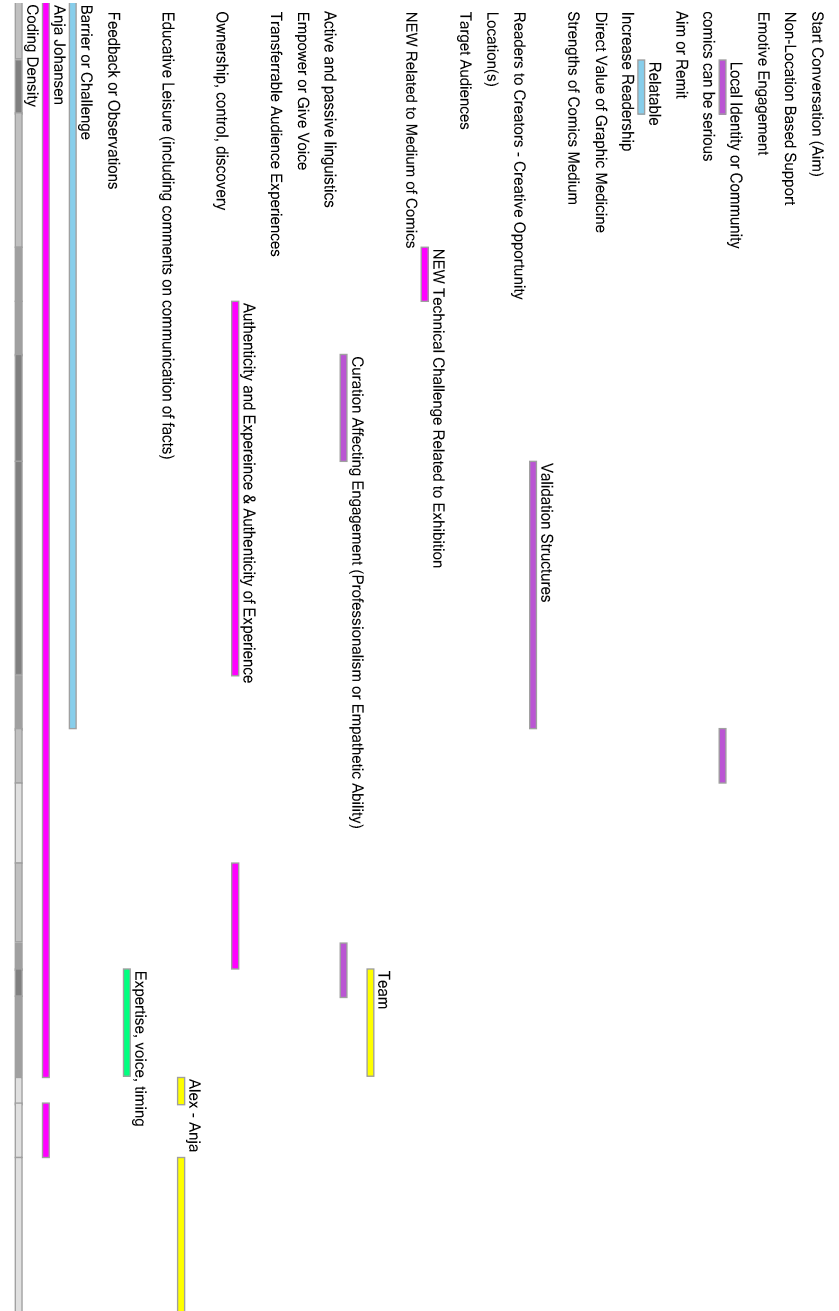 Start Conversation (Aim)
Non-Location Based Support
Emotive Engagement
Local Identity or Community
comics can be serious
Aim or Remit
Relatable
Increase Readership
Direct Value of Graphic Medicine
Strengths of Comics Medium
Validation Structures
Readers to Creators - Creative Opportunity
Location(s)
Target Audiences
NEW Technical Challenge Related to Exhibition
NEW Related to Medium of Comics
Team
Curation Affecting Engagement (Professionalism or Empathetic Ability)
Active and passive linguistics
Empower or Give Voice
Transferrable Audience Experiences
Authenticity and Expereince & Authenticity of Experience
Ownership, control, discovery
Alex - Anja
Educative Leisure (including comments on communication of facts)
Expertise, voice, timing
Feedback or Observations
Barrier or Challenge
Anja Johansen
Coding Density